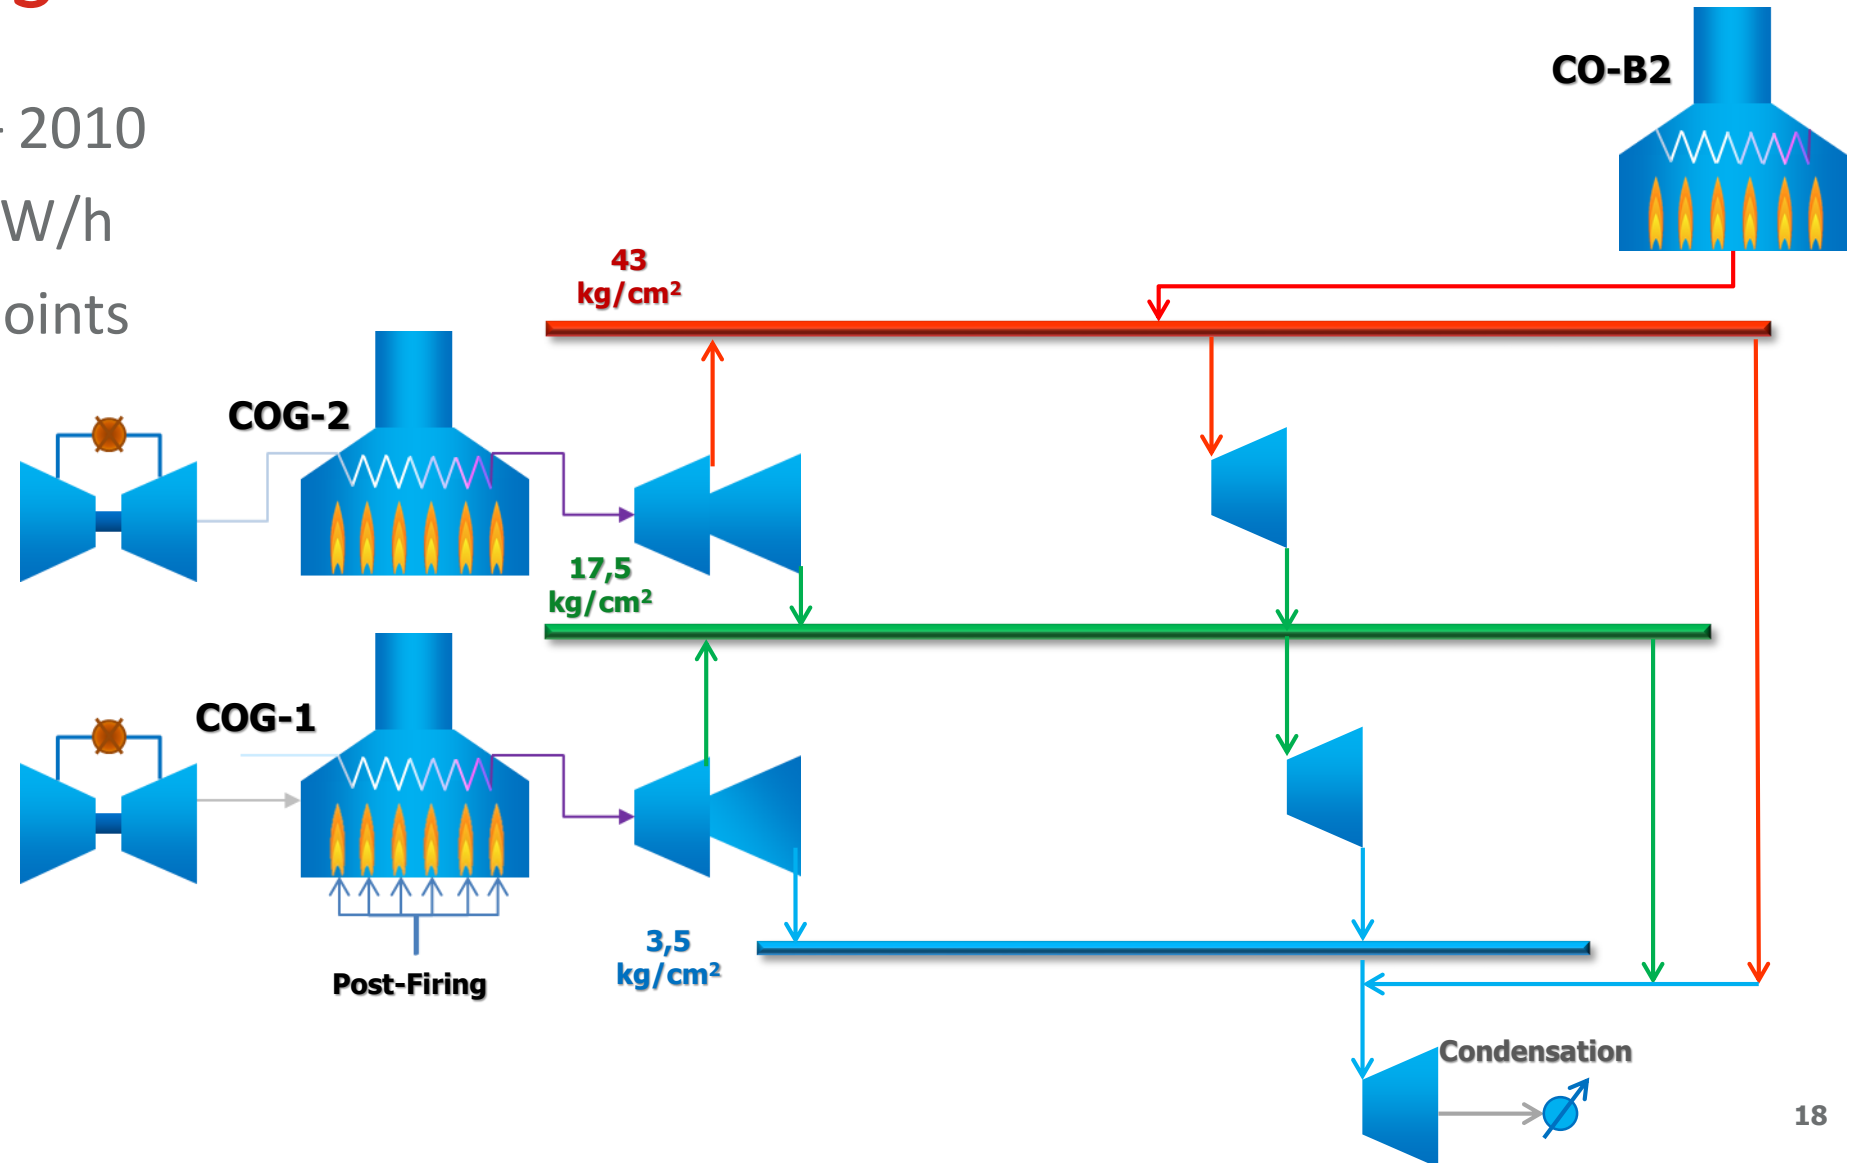 g
- 2010
W/h
oints
CO-B2
43
kg/cm²
COG-2
17,5
kg/cm²
COG-1
3,5
kg/cm²
Post-Firing
Condensation
18